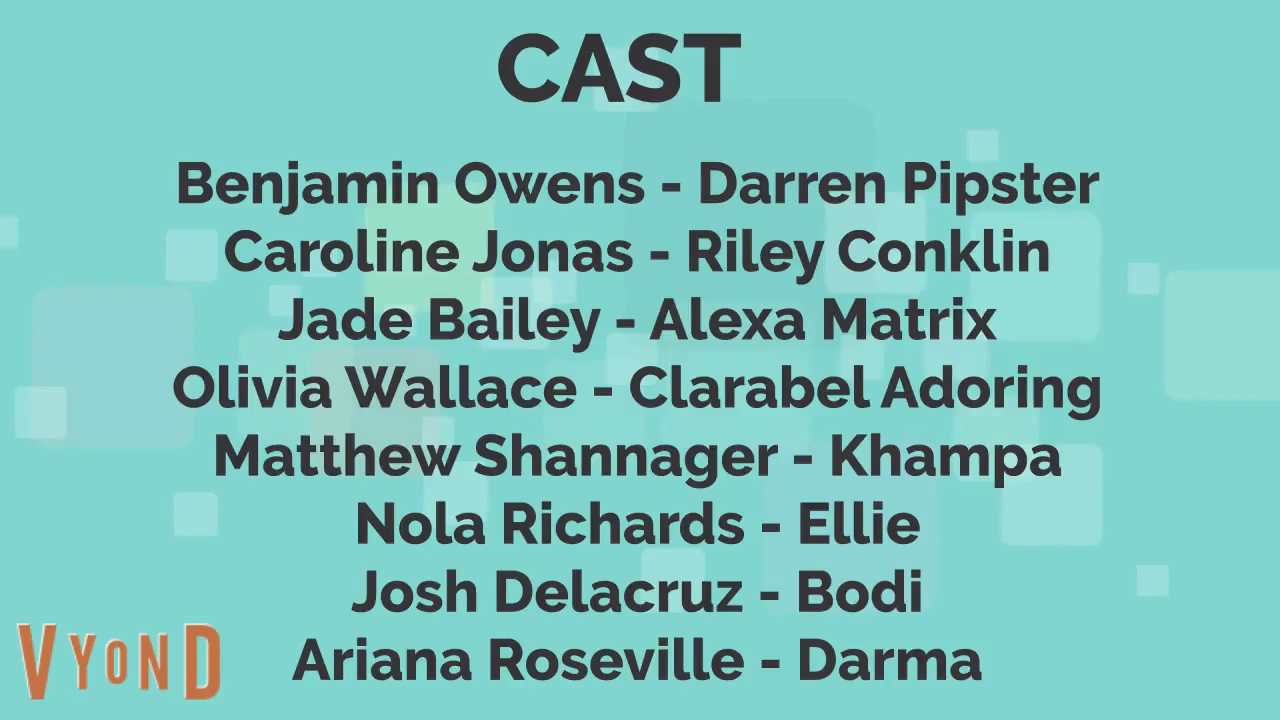 CAST
Benjamin Owens - Darren Pipster
Caroline Jonas - Riley Conklin
Jade Bailey - Alexa Matrix
Olivia Wallace - Clarabel Adoring
Matthew Shannager - Khampa
Nola Richards - Ellie
Josh Delacruz - Bodi
Ariana Roseville - Darma
VYOND